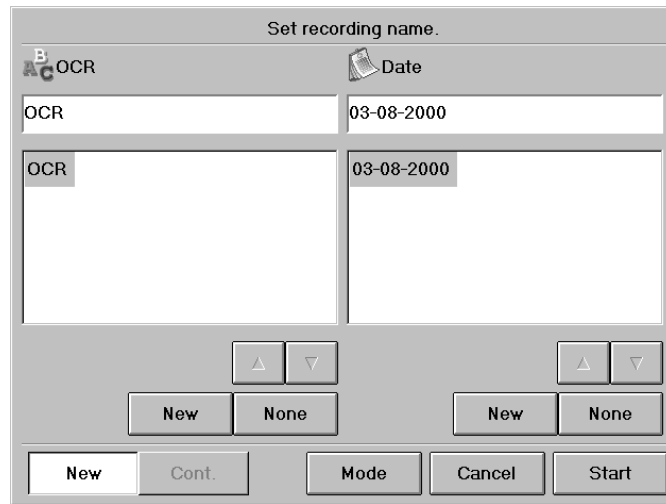 Set recording name.
ABC OCR Date
OCR 03-08-2000
OCR 03-08-2000
New None New None
New Cont. Mode Cancel Start